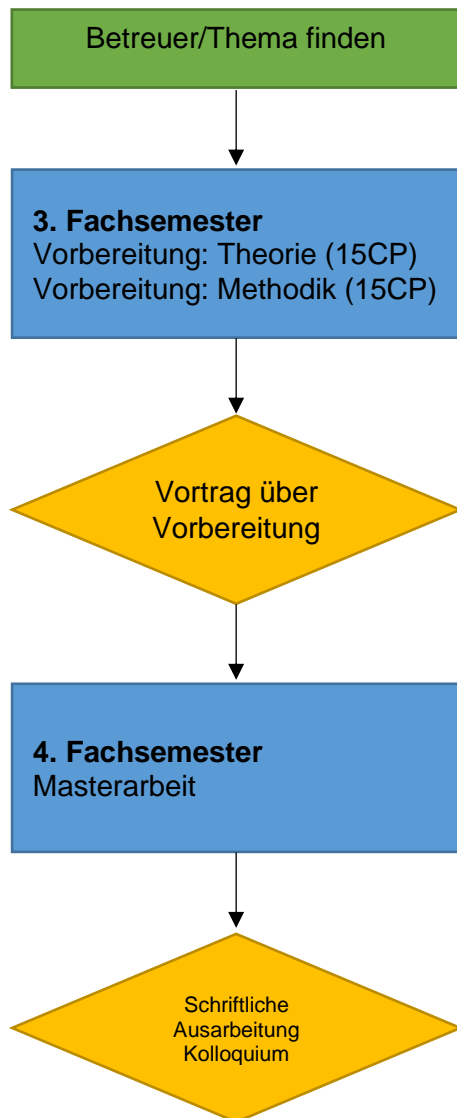 Betreuer/Thema finden
3. Fachsemester
Vorbereitung: Theorie (15CP)
Vorbereitung: Methodik (15CP)
Vortrag über
Vorbereitung
4. Fachsemester
Masterarbeit
Schriftliche
Ausarbeitung
Kolloquium